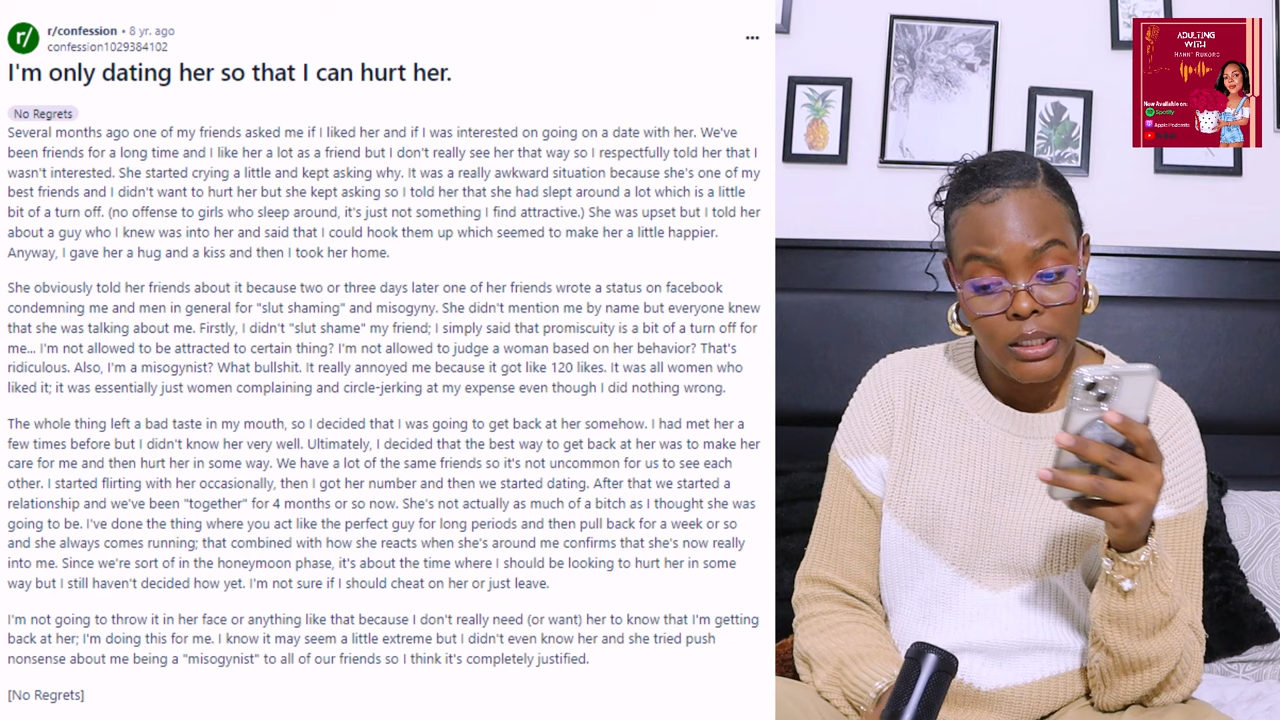 r/confession • 8 yr. ago
confession1029384102
I'm only dating her so that I can hurt her.
No Regrets
Several months ago one of my friends asked me if I liked her and if I was interested on going on a date with her. We've
been friends for a long time and I like her a lot as a friend but I don't really see her that way so I respectfully told her that I
wasn't interested. She started crying a little and kept asking why. It was a really awkward situation because she's one of my
best friends and I didn't want to hurt her but she kept asking so I told her that she had slept around a lot which is a little
bit of a turn off. (no offense to girls who sleep around, it's just not something I find attractive.) She was upset but I told her
about a guy who I knew was into her and said that I could hook them up which seemed to make her a little happier.
Anyway, I gave her a hug and a kiss and then I took her home.
She obviously told her friends about it because two or three days later one of her friends wrote a status on facebook
condemning me and men in general for "slut shaming" and misogyny. She didn't mention me by name but everyone knew
that she was talking about me. Firstly, I didn't "slut shame" my friend; I simply said that promiscuity is a bit of a turn off for
me... I'm not allowed to be attracted to certain thing? I'm not allowed to judge a woman based on her behavior? That's
ridiculous. Also, I'm a misogynist? What bullshit. It really annoyed me because it got like 120 likes. It was all women who
liked it; it was essentially just women complaining and circle-jerking at my expense even though I did nothing wrong.
The whole thing left a bad taste in my mouth, so I decided that I was going to get back at her somehow. I had met her a
few times before but I didn't know her very well. Ultimately, I decided that the best way to get back at her was to make her
care for me and then hurt her in some way. We have a lot of the same friends so it's not uncommon for us to see each
other. I started flirting with her occasionally, then I got her number and then we started dating. After that we started a
relationship and we've been "together" for 4 months or so now. She's not actually as much of a bitch as I thought she was
going to be. I've done the thing where you act like the perfect guy for long periods and then pull back for a week or so
and she always comes running; that combined with how she reacts when she's around me confirms that she's now really
into me. Since we're sort of in the honeymoon phase, it's about the time where I should be looking to hurt her in some
way but I still haven't decided how yet. I'm not sure if I should cheat on her or just leave.
I'm not going to throw it in her face or anything like that because I don't really need (or want) her to know that I'm getting
back at her; I'm doing this for me. I know it may seem a little extreme but I didn't even know her and she tried push
nonsense about me being a "misogynist" to all of our friends so I think it's completely justified.
[No Regrets]
ADULTING
WITH
HANNI RUKORO
Now Available on:
Spotify
Apple Podcasts